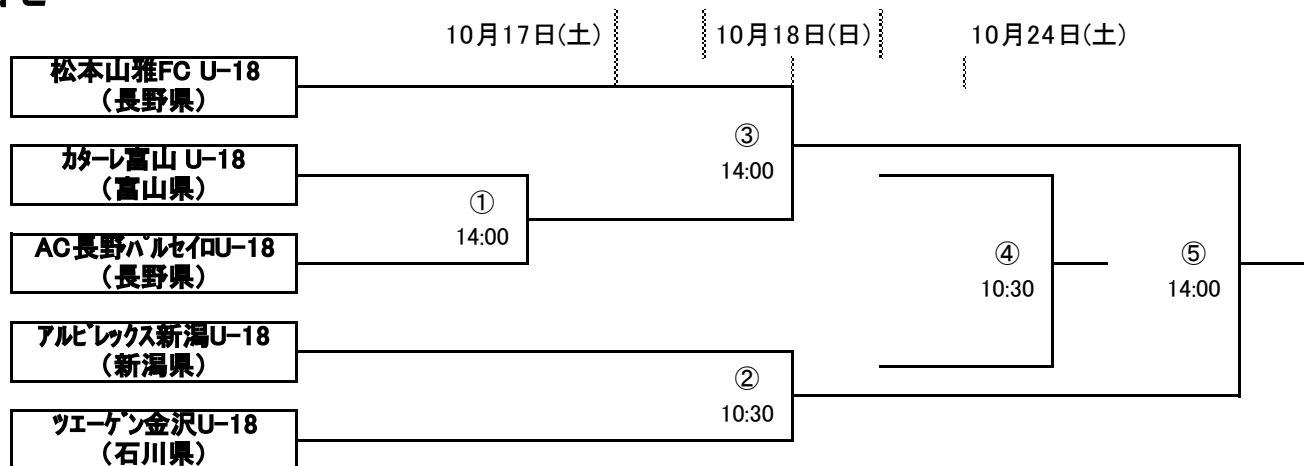 10月17日(土)
10月18日(日)
10月24日(土)
松本山雅FC U-18
(長野県)
③
14:00
ｶﾀｰﾚ富山 U-18
(富山県)
①
14:00
AC長野ﾊﾟﾙｾｲﾛU-18
(長野県)
④
10:30
⑤
14:00
ｱﾙﾋﾞﾚｯｸｽ新潟U-18
(新潟県)
②
10:30
ﾂｴｰｹﾞﾝ金沢U-18
(石川県)